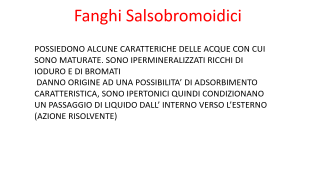 Fanghi Salsobromoidici
POSSIEDONO ALCUNE CARATTERICHE DELLE ACQUE CON CUI
SONO MATURATE. SONO IPERMINERALIZZATI RICCHI DI
IODURO E DI BROMATI
DANNO ORIGINE AD UNA POSSIBILITA’ DI ADSORBIMENTO
CARATTERISTICA, SONO IPERTONICI QUINDI CONDIZIONANO
UN PASSAGGIO DI LIQUIDO DALL’ INTERNO VERSO L’ESTERNO
(AZIONE RISOLVENTE)